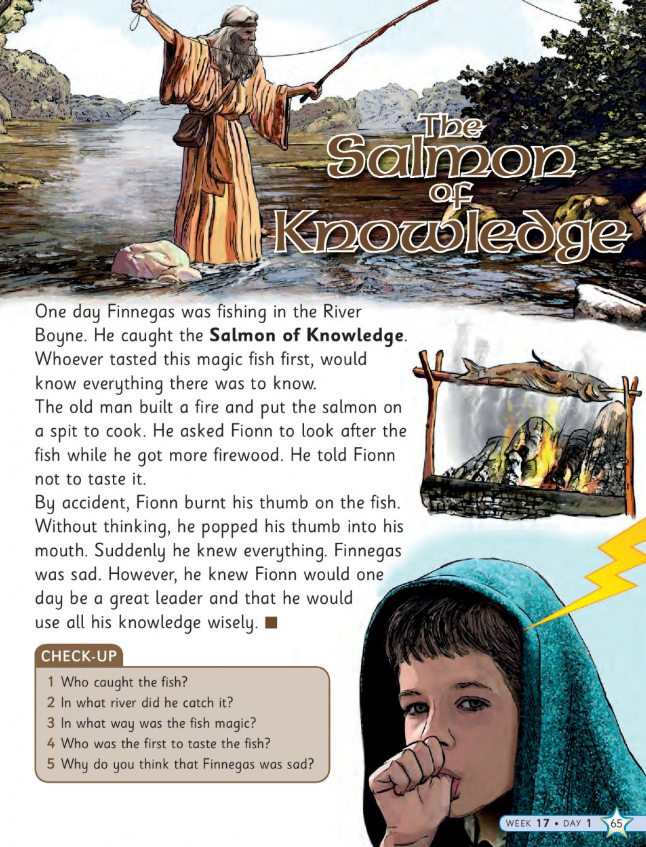 The
Salmon
of
Knowledge
One day Finnegas was fishing in the River
Boyne. He caught the Salmon of Knowledge.
Whoever tasted this magic fish first, would
know everything there was to know.
The old man built a fire and put the salmon on
a spit to cook. He asked Fionn to look after the
fish while he got more firewood. He told Fionn
not to taste it.
By accident, Fionn burnt his thumb on the fish.
Without thinking, he popped his thumb into his
mouth. Suddenly he knew everything. Finnegas
was sad. However, he knew Fionn would one
day be a great leader and that he would
use all his knowledge wisely. ■
CHECK-UP
1 Who caught the fish?
2 In what river did he catch it?
3 In what way was the fish magic?
4 Who was the first to taste the fish?
5 Why do you think that Finnegas was sad?
WEEK 17 • DAY 1 65